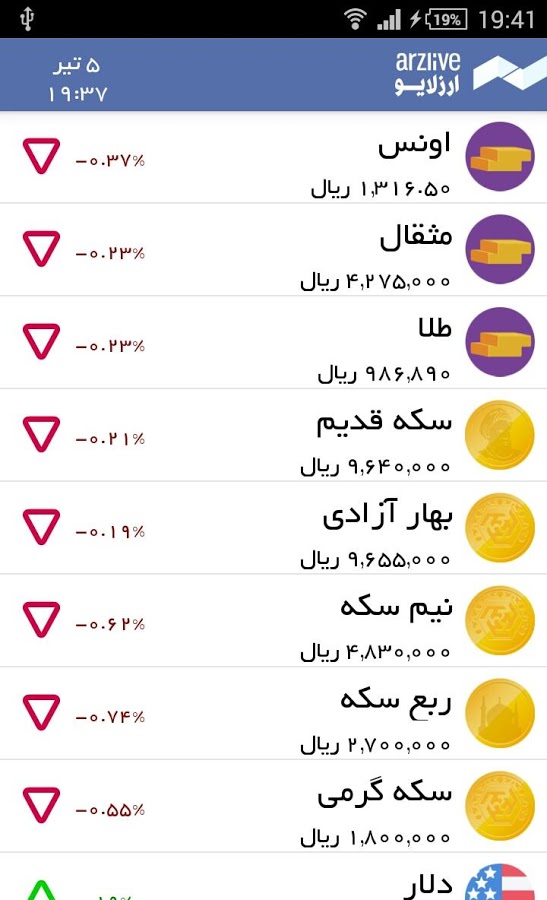 19% 19:41
arzlive
ارزلایو
۵ تیر
۱۹:۳۷
اونس
۱,۳۱۶.۵۰ ریال
−۰.۳۷%
مثقال
۴,۲۷۵,۰۰۰ ریال
−۰.۲۳%
طلا
۹۸۶,۸۹۰ ریال
−۰.۲۳%
سکه قدیم
۹,۶۴۰,۰۰۰ ریال
−۰.۲۱%
بهار آزادی
۹,۶۵۵,۰۰۰ ریال
−۰.۱۹%
نیم سکه
۴,۸۳۰,۰۰۰ ریال
−۰.۶۲%
ربع سکه
۲,۷۰۰,۰۰۰ ریال
−۰.۷۴%
سکه گرمی
۱,۸۰۰,۰۰۰ ریال
−۰.۵۵%
دلار